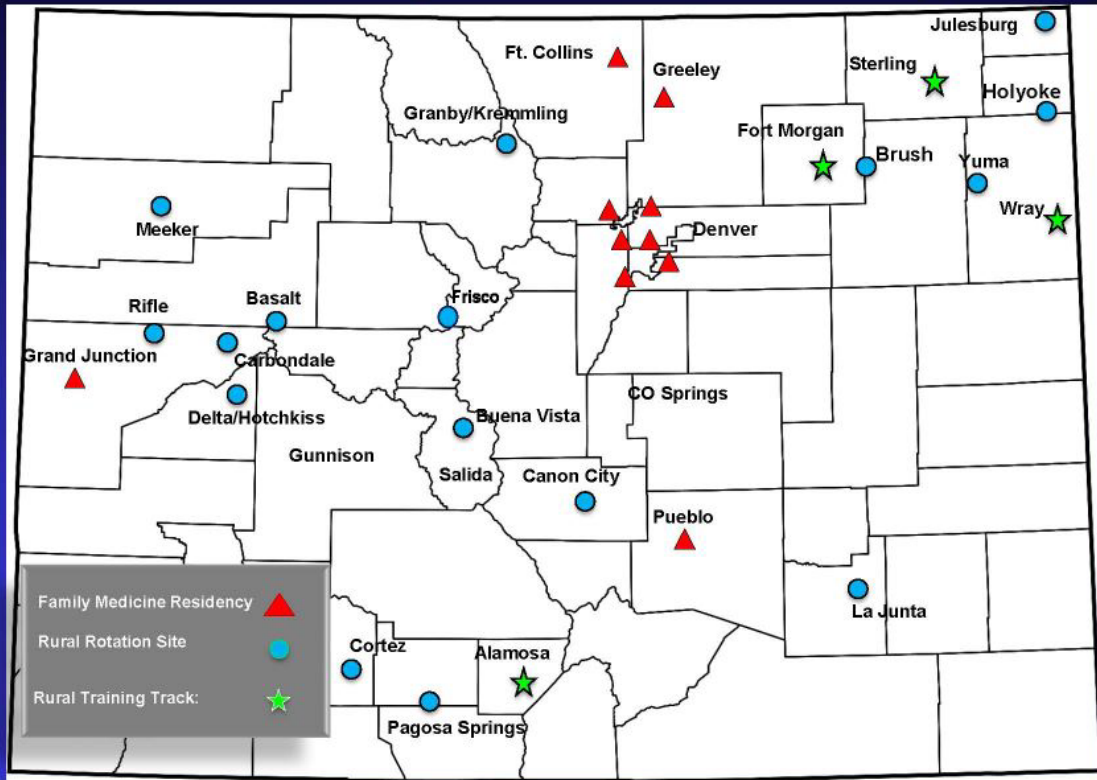 Julesburg
Ft. Collins
Sterling
Greeley
Holyoke
Granby/Kremmling
Fort Morgan
Brush
Yuma
Wray
Meeker
Denver
Rifle
Basalt
Frisco
Grand Junction
Carbondale
CO Springs
Delta/Hotchkiss
Buena Vista
Gunnison
Salida
Canon City
Pueblo
La Junta
Cortez
Alamosa
Pagosa Springs
Family Medicine Residency
Rural Rotation Site
Rural Training Track: